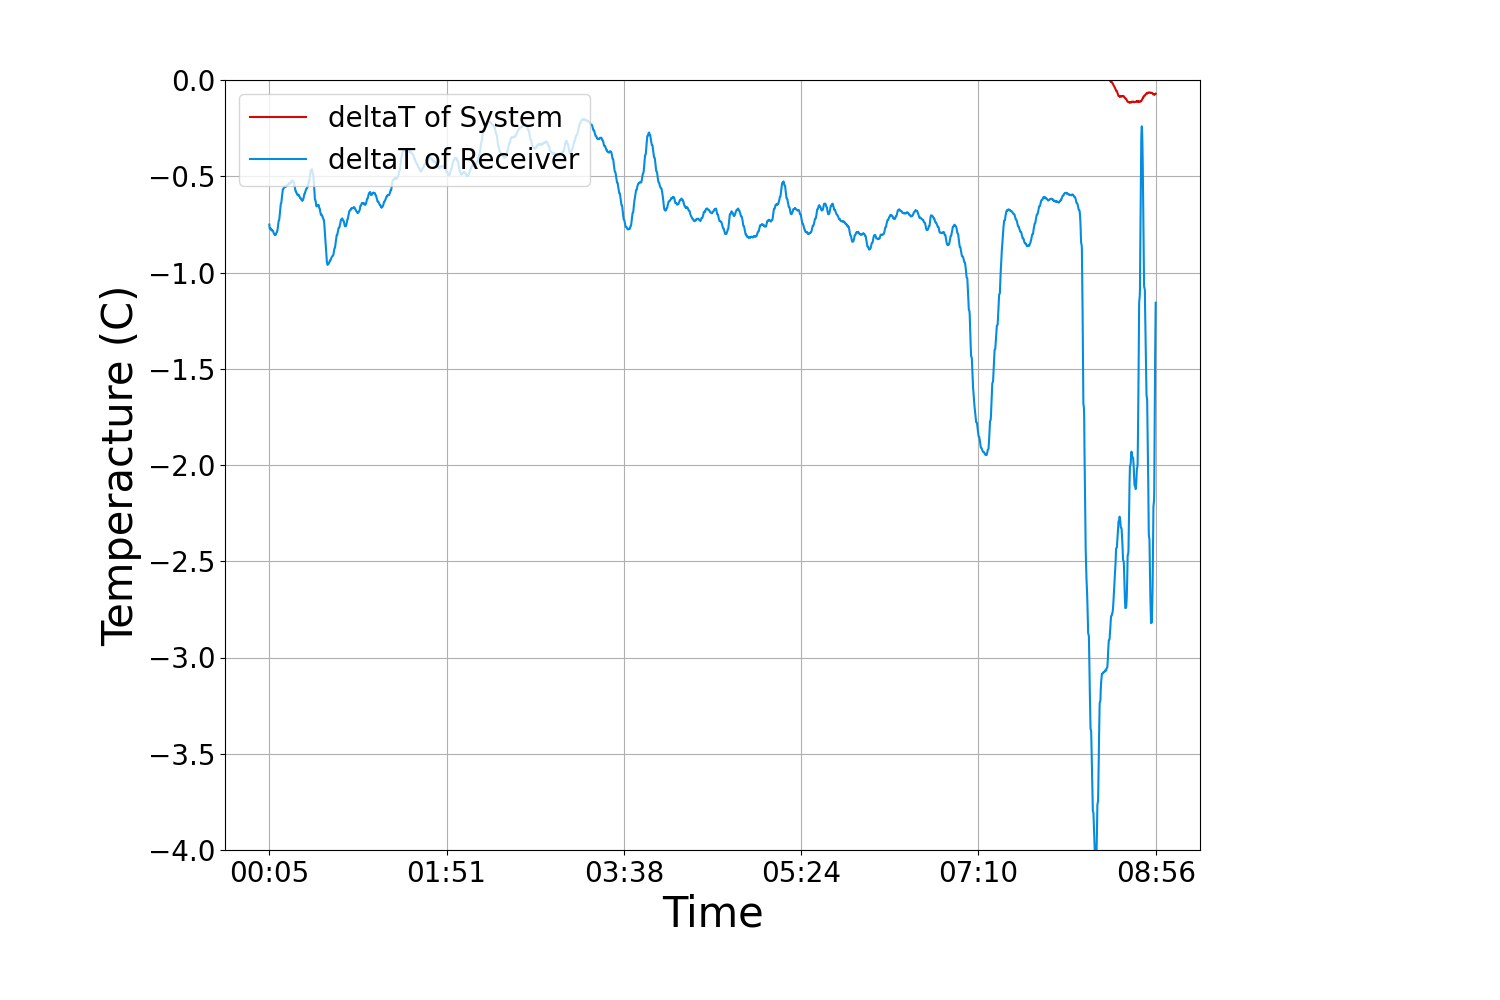 deltaT of System
deltaT of Receiver
0.0
−0.5
−1.0
−1.5
−2.0
−2.5
−3.0
−3.5
−4.0
Temperacture (C)
00:05 01:51 03:38 05:24 07:10 08:56
Time